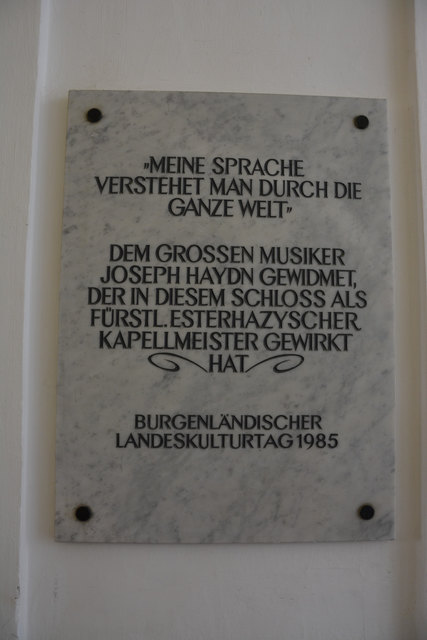 „MEINE SPRACHE
VERSTEHET MAN DURCH DIE
GANZE WELT”
DEM GROSSEN MUSIKER
JOSEPH HAYDN GEWIDMET,
DER IN DIESEM SCHLOSS ALS
FÜRSTL. ESTERHAZYSCHER
KAPELLMEISTER GEWIRKT
HAT
BURGENLÄNDISCHER
LANDESKULTURTAG 1985